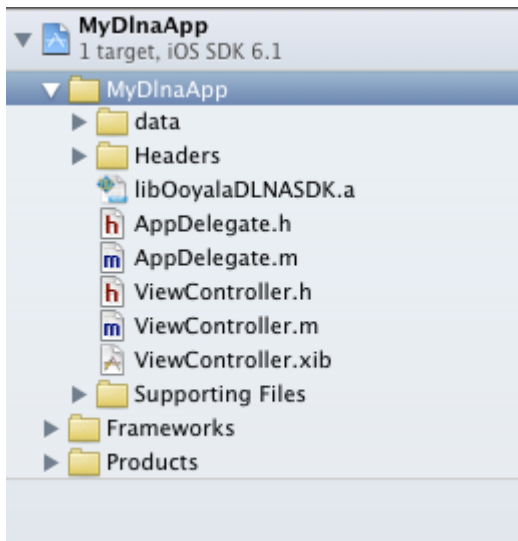 MyDlnaApp
1 target, iOS SDK 6.1
MyDlnaApp
data
Headers
libOoyalaDLNASDK.a
h AppDelegate.h
m AppDelegate.m
h ViewController.h
m ViewController.m
ViewController.xib
Supporting Files
Frameworks
Products